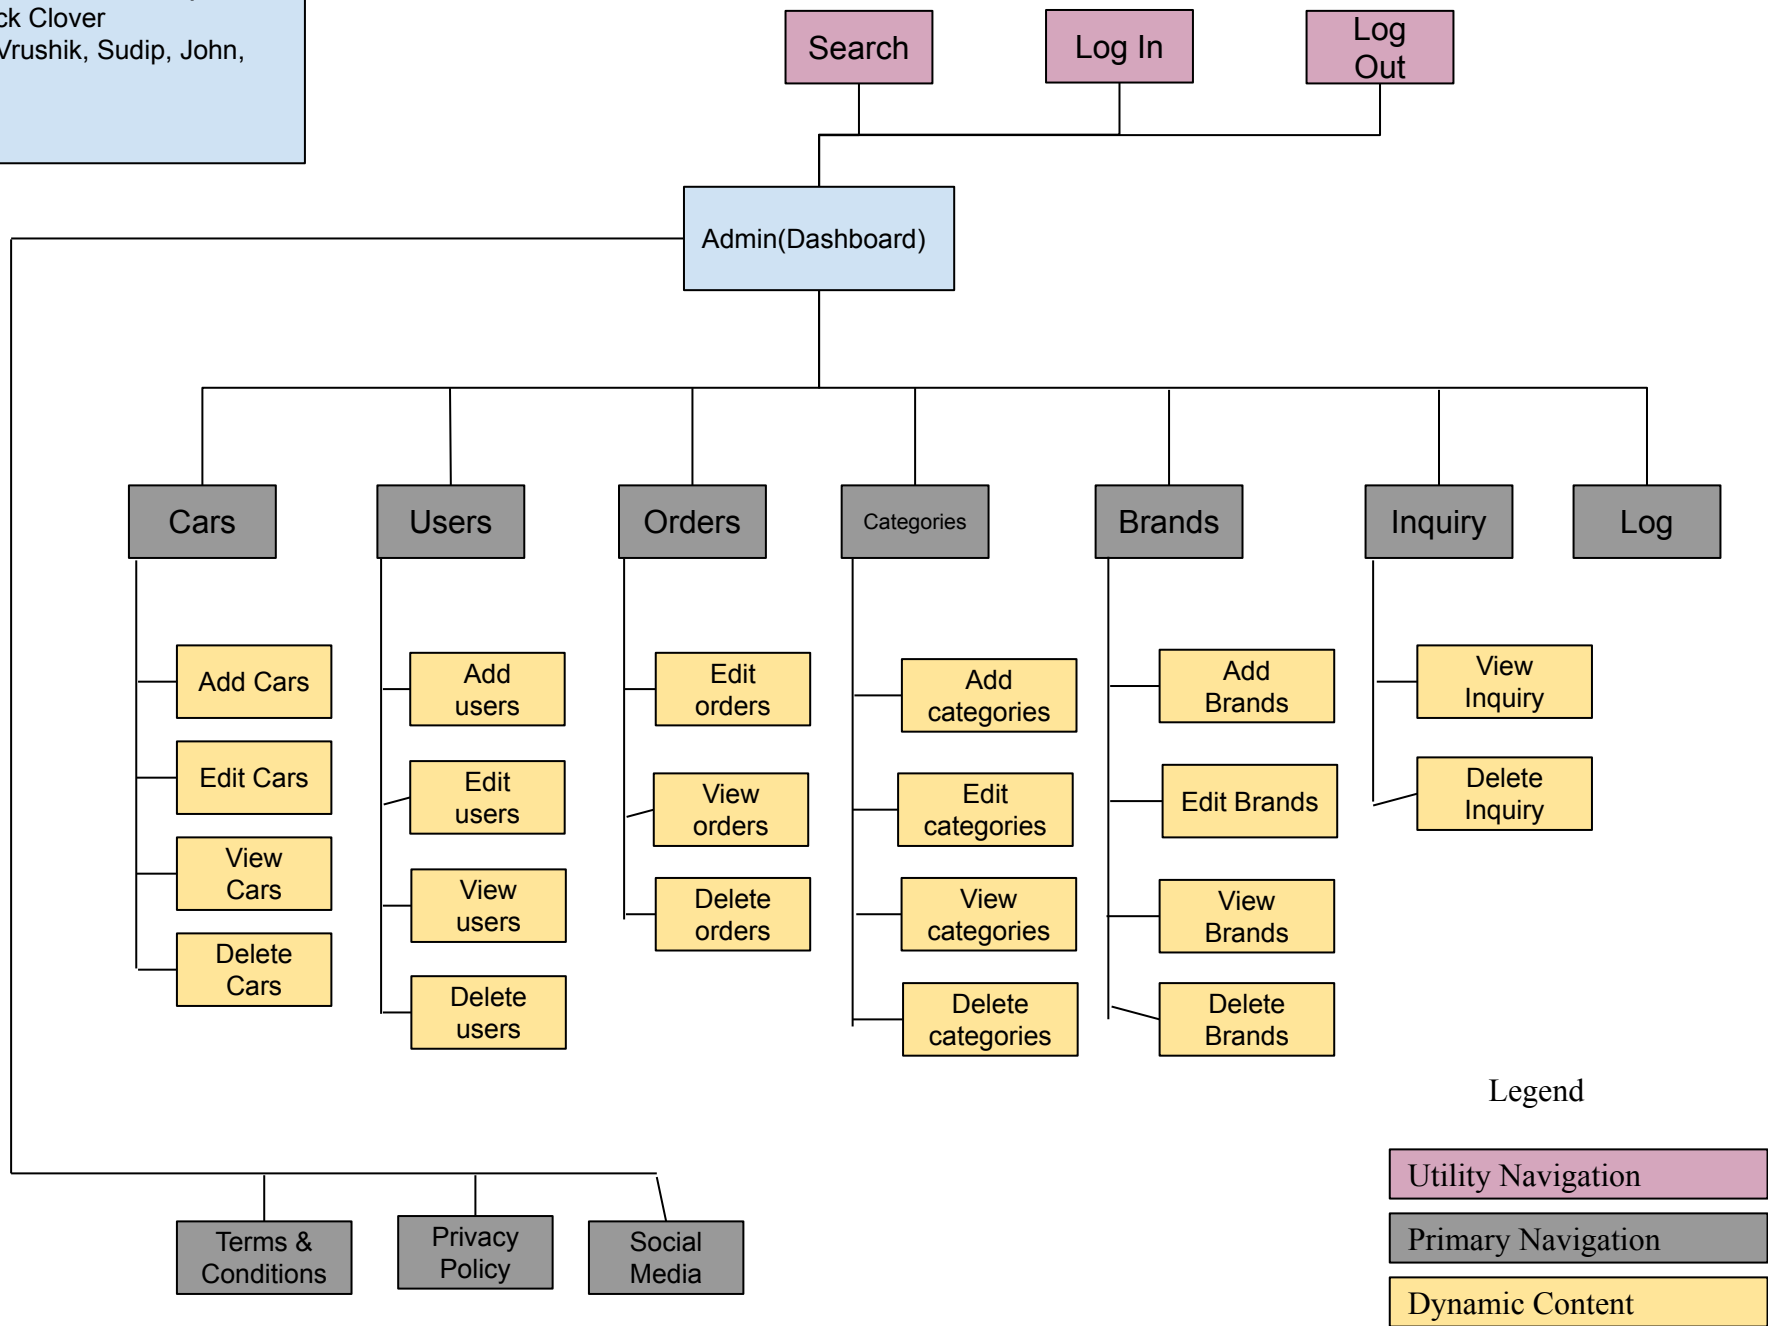 Clover
Vrushik, Sudip, John,
Search
Log In
Log
Out
Admin(Dashboard)
Cars
Users
Orders
Categories
Brands
Inquiry
Log
Add Cars
Edit Cars
View
Cars
Delete
Cars
Add
users
Edit
users
View
users
Delete
users
Edit
orders
View
orders
Delete
orders
Add
categories
Edit
categories
View
categories
Delete
categories
Add
Brands
Edit Brands
View
Brands
Delete
Brands
View
Inquiry
Delete
Inquiry
Terms &
Conditions
Privacy
Policy
Social
Media
Legend
Utility Navigation
Primary Navigation
Dynamic Content